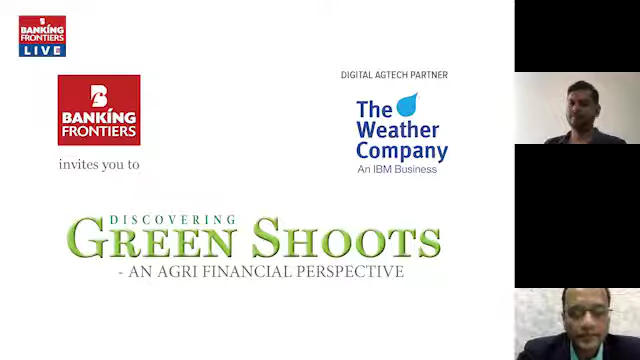 BANKING
FRONTIERS
LIVE
BANKING
FRONTIERS
invites you to
DIGITAL AGTECH PARTNER
The
Weather
Company
An IBM Business
DISCOVERING
GREEN SHOOTS
- AN AGRI FINANCIAL PERSPECTIVE